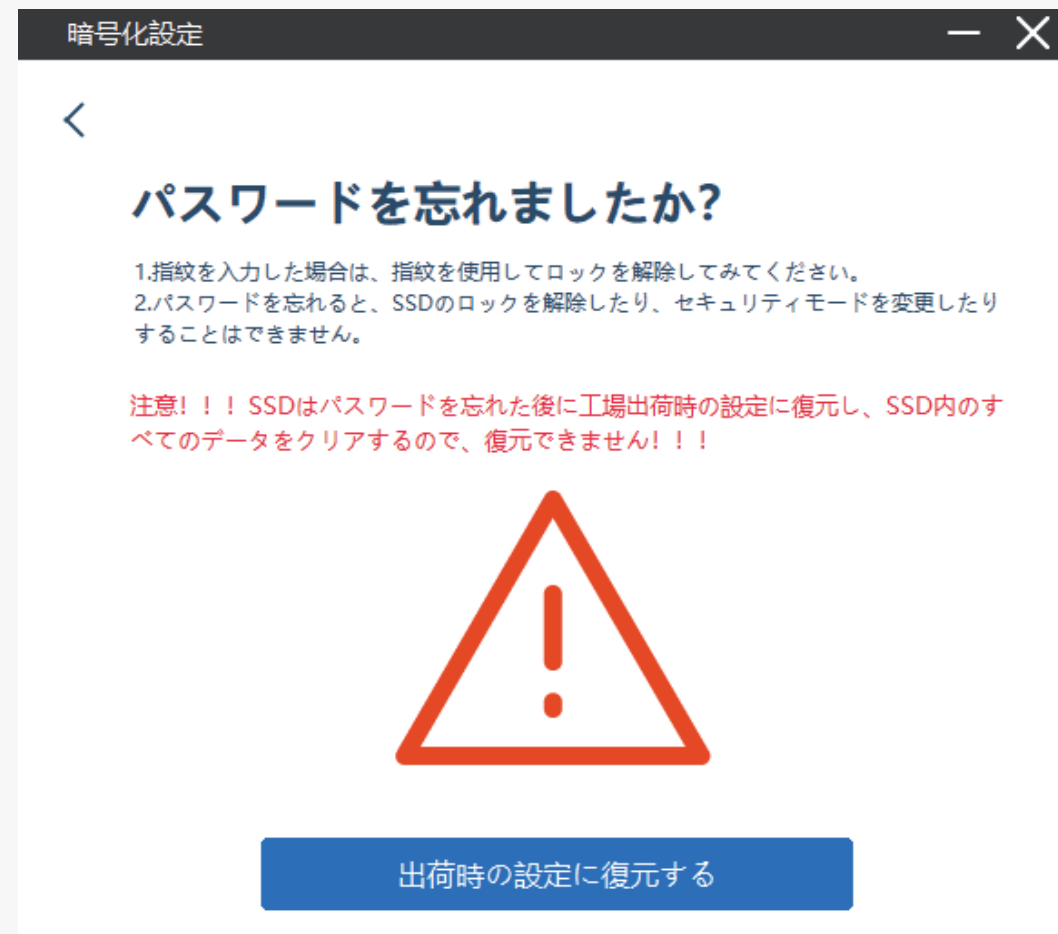 暗号化設定
パスワードを忘れましたか?
1.指紋を入力した場合は、指紋を使用してロックを解除してみてください。
2.パスワードを忘れると、SSDのロックを解除したり、セキュリティモードを変更したり
することはできません。
注意！！！SSDはパスワードを忘れた後に工場出荷時の設定に復元し、SSD内のす
べてのデータをクリアするので、復元できません！！！
出荷時の設定に復元する